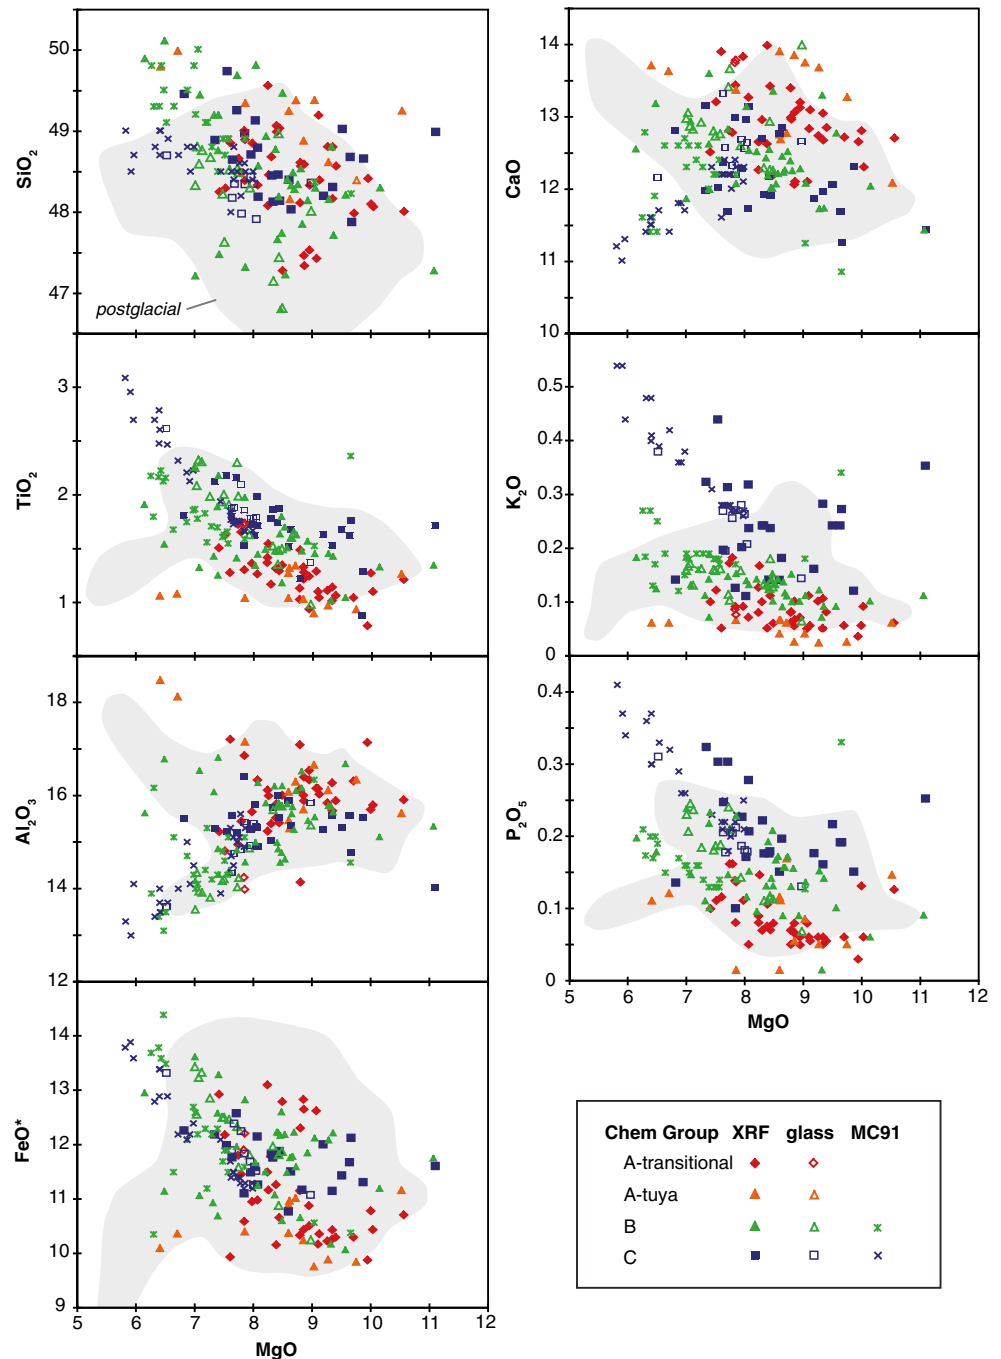 SiO2
50
49
48
47
postglacial
TiO2
3
2
1
Al2O3
18
16
14
12
FeO*
14
13
12
11
10
9
5 6 7 8 9 10 11 12
MgO
CaO
14
13
12
11
10
K2O
0.5
0.4
0.3
0.2
0.1
0
P2O5
0.4
0.3
0.2
0.1
0
5 6 7 8 9 10 11 12
MgO
Chem Group XRF glass MC91
A-transitional
A-tuya
B
C